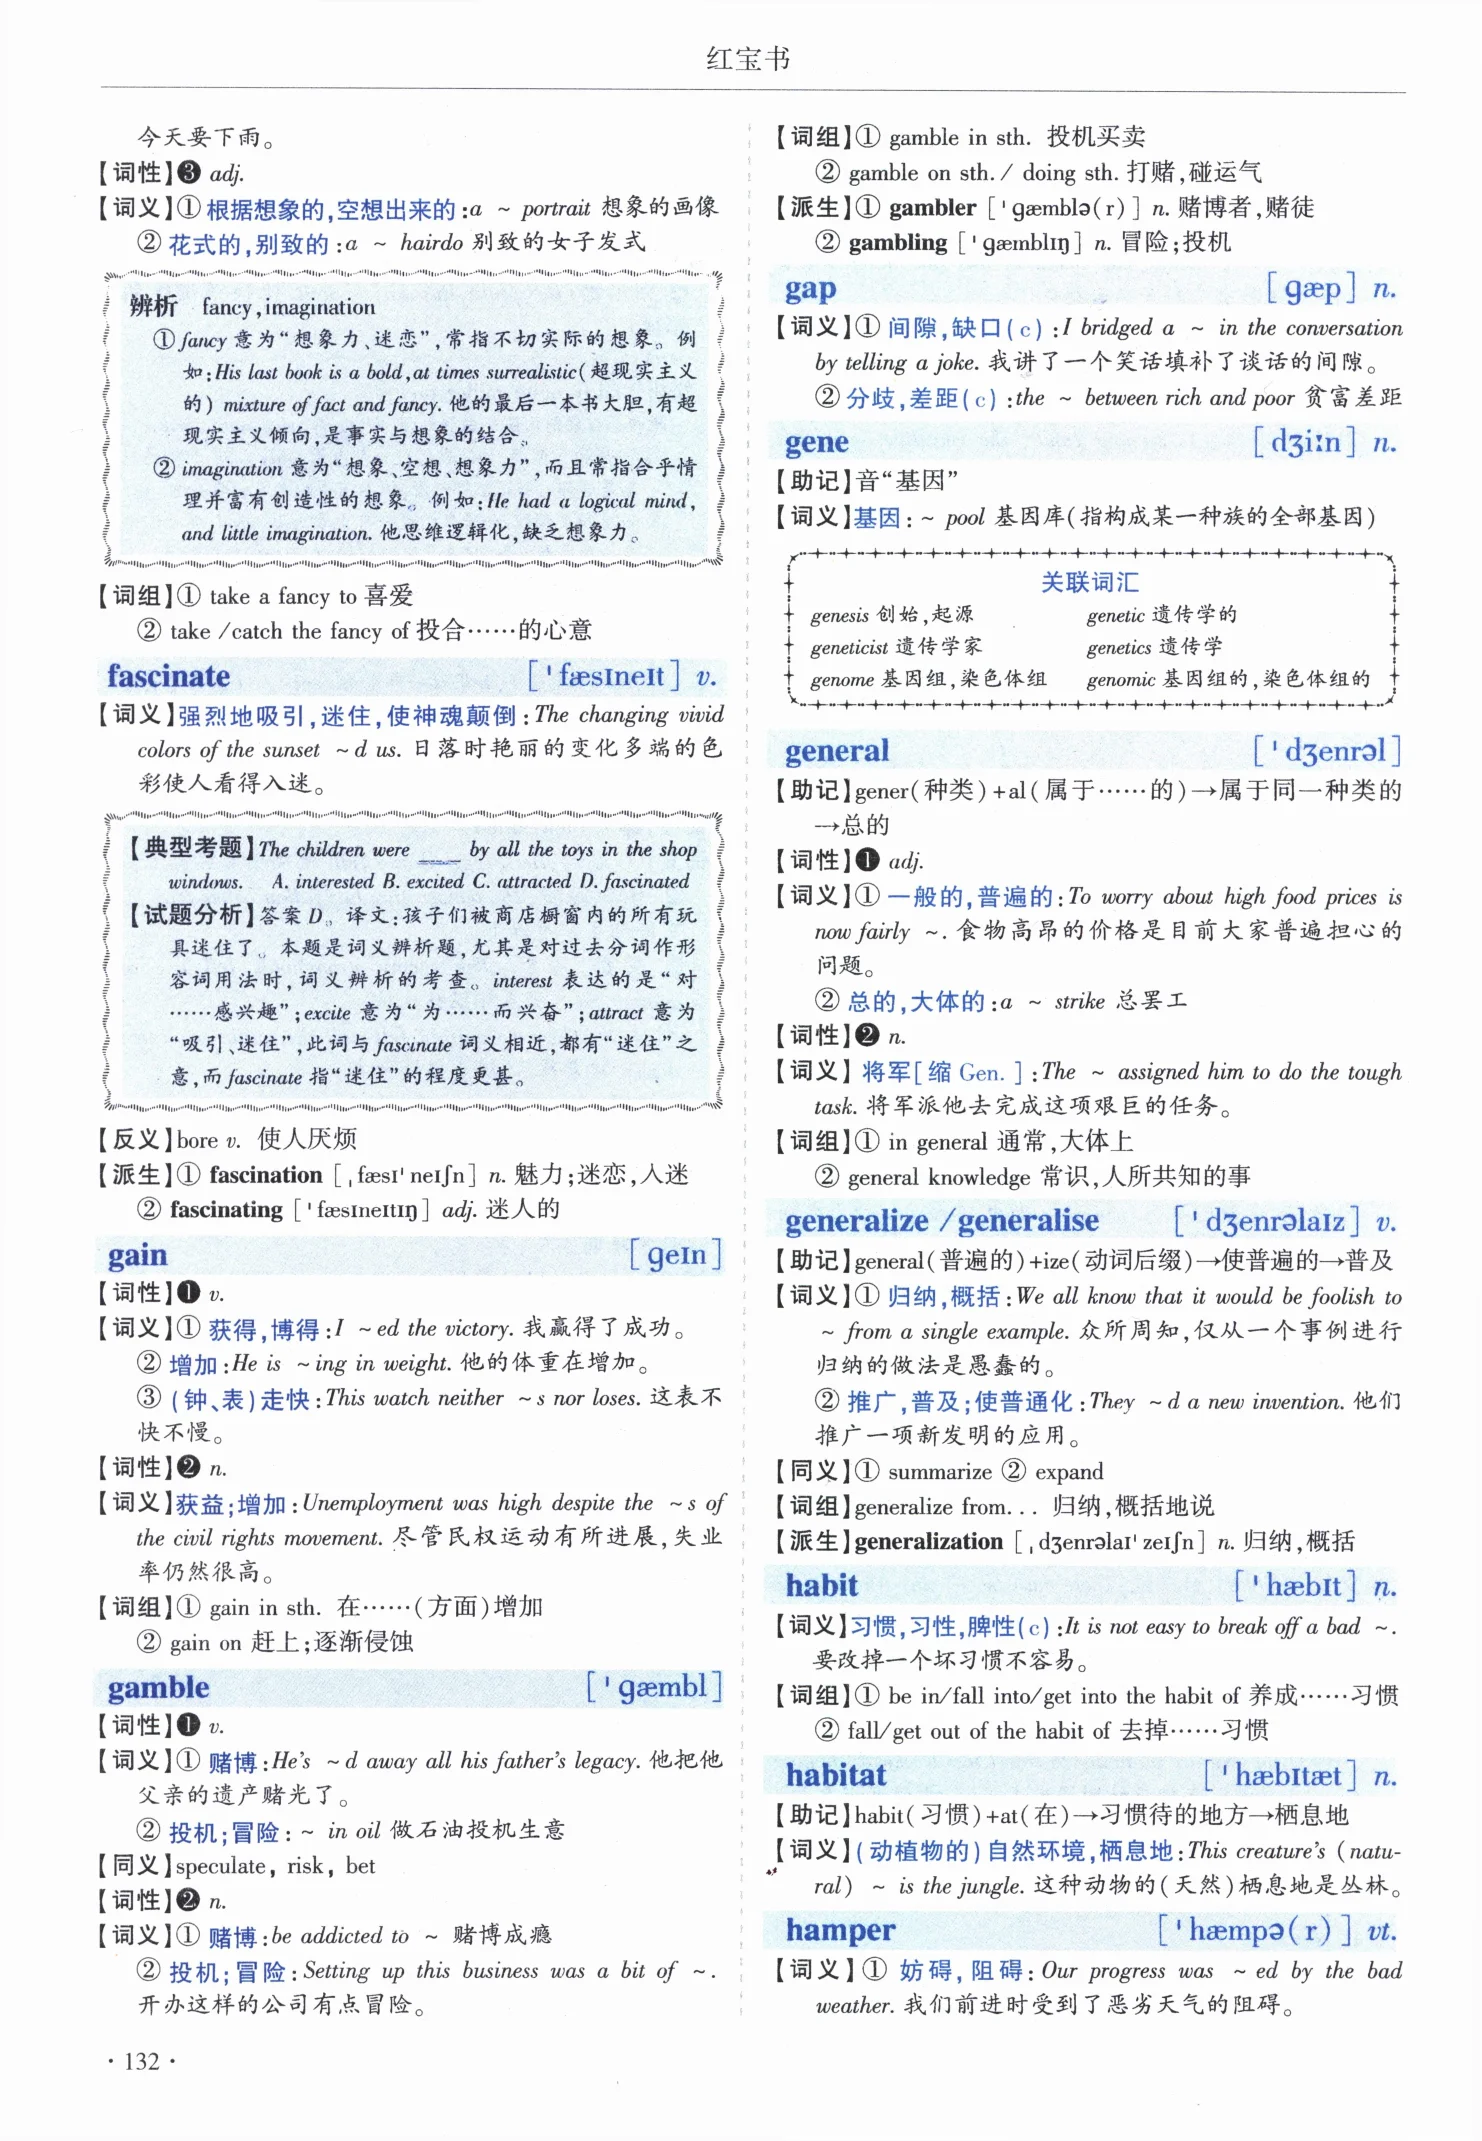 红宝书
今天要下雨。
【词性】❸ adj.
【词义】① 根据想象的,空想出来的:a ~ portrait 想象的画像
② 花式的,别致的:a ~ hairdo 别致的女子发式
辨析 fancy,imagination
①fancy 意为“想象力、迷恋”,常指不切实际的想象。例
如:His last book is a bold,at times surrealistic(超现实主义
的) mixture of fact and fancy. 他的最后一本书大胆,有超
现实主义倾向,是事实与想象的结合。
② imagination 意为“想象、空想、想象力”,而且常指合乎情
理并富有创造性的想象。例如:He had a logical mind,
and little imagination. 他思维逻辑化,缺乏想象力。
【词组】① take a fancy to 喜爱
② take /catch the fancy of 投合……的心意
fascinate [ˈfæsɪneɪt] v.
【词义】强烈地吸引,迷住,使神魂颠倒:The changing vivid
colors of the sunset ~d us. 日落时艳丽的变化多端的色
彩使人看得入迷。
【典型考题】The children were ____ by all the toys in the shop
windows. A. interested B. excited C. attracted D. fascinated
【试题分析】答案 D。译文:孩子们被商店橱窗内的所有玩
具迷住了。本题是词义辨析题,尤其是对过去分词作形
容词用法时,词义辨析的考查。interest 表达的是“对
……感兴趣”;excite 意为“为……而兴奋”;attract 意为
“吸引、迷住”,此词与 fascinate 词义相近,都有“迷住”之
意,而 fascinate 指“迷住”的程度更甚。
【反义】bore v. 使人厌烦
【派生】① fascination [ˌfæsɪˈneɪʃn] n. 魅力;迷恋,入迷
② fascinating [ˈfæsɪneɪtɪŋ] adj. 迷人的
gain [ɡeɪn]
【词性】❶ v.
【词义】① 获得,博得:I ~ed the victory. 我赢得了成功。
② 增加:He is ~ing in weight. 他的体重在增加。
③ (钟、表)走快:This watch neither ~s nor loses. 这表不
快不慢。
【词性】❷ n.
【词义】获益;增加:Unemployment was high despite the ~s of
the civil rights movement. 尽管民权运动有所进展,失业
率仍然很高。
【词组】① gain in sth. 在……(方面)增加
② gain on 赶上;逐渐侵蚀
gamble [ˈɡæmbl]
【词性】❶ v.
【词义】① 赌博:He's ~d away all his father's legacy. 他把他
父亲的遗产赌光了。
② 投机;冒险:~ in oil 做石油投机生意
【同义】speculate, risk, bet
【词性】❷ n.
【词义】① 赌博:be addicted to ~ 赌博成瘾
② 投机;冒险:Setting up this business was a bit of ~.
开办这样的公司有点冒险。
· 132 ·
【词组】① gamble in sth. 投机买卖
② gamble on sth. / doing sth. 打赌,碰运气
【派生】① gambler [ˈɡæmblə(r)] n. 赌博者,赌徒
② gambling [ˈɡæmblɪŋ] n. 冒险;投机
gap [ɡæp] n.
【词义】① 间隙,缺口(c):I bridged a ~ in the conversation
by telling a joke. 我讲了一个笑话填补了谈话的间隙。
② 分歧,差距(c):the ~ between rich and poor 贫富差距
gene [dʒiːn] n.
【助记】音“基因”
【词义】基因:~ pool 基因库(指构成某一种族的全部基因)
关联词汇
genesis 创始,起源 genetic 遗传学的
geneticist 遗传学家 genetics 遗传学
genome 基因组,染色体组 genomic 基因组的,染色体组的
general [ˈdʒenrəl]
【助记】gener(种类)+al(属于……的)→属于同一种类的
→总的
【词性】❶ adj.
【词义】① 一般的,普遍的:To worry about high food prices is
now fairly ~. 食物高昂的价格是目前大家普遍担心的
问题。
② 总的,大体的:a ~ strike 总罢工
【词性】❷ n.
【词义】 将军[缩 Gen.]:The ~ assigned him to do the tough
task. 将军派他去完成这项艰巨的任务。
【词组】① in general 通常,大体上
② general knowledge 常识,人所共知的事
generalize /generalise [ˈdʒenrəlaɪz] v.
【助记】general(普遍的)+ize(动词后缀)→使普遍的→普及
【词义】① 归纳,概括:We all know that it would be foolish to
~ from a single example. 众所周知,仅从一个事例进行
归纳的做法是愚蠢的。
② 推广,普及;使普通化:They ~d a new invention. 他们
推广一项新发明的应用。
【同义】① summarize ② expand
【词组】generalize from... 归纳,概括地说
【派生】generalization [ˌdʒenrəlaɪˈzeɪʃn] n. 归纳,概括
habit [ˈhæbɪt] n.
【词义】习惯,习性,脾性(c):It is not easy to break off a bad ~.
要改掉一个坏习惯不容易。
【词组】① be in/fall into/get into the habit of 养成……习惯
② fall/get out of the habit of 去掉……习惯
habitat [ˈhæbɪtæt] n.
【助记】habit(习惯)+at(在)→习惯待的地方→栖息地
【词义】(动植物的)自然环境,栖息地:This creature's (natu-
ral) ~ is the jungle. 这种动物的(天然)栖息地是丛林。
hamper [ˈhæmpə(r)] vt.
【词义】① 妨碍,阻碍:Our progress was ~ed by the bad
weather. 我们前进时受到了恶劣天气的阻碍。